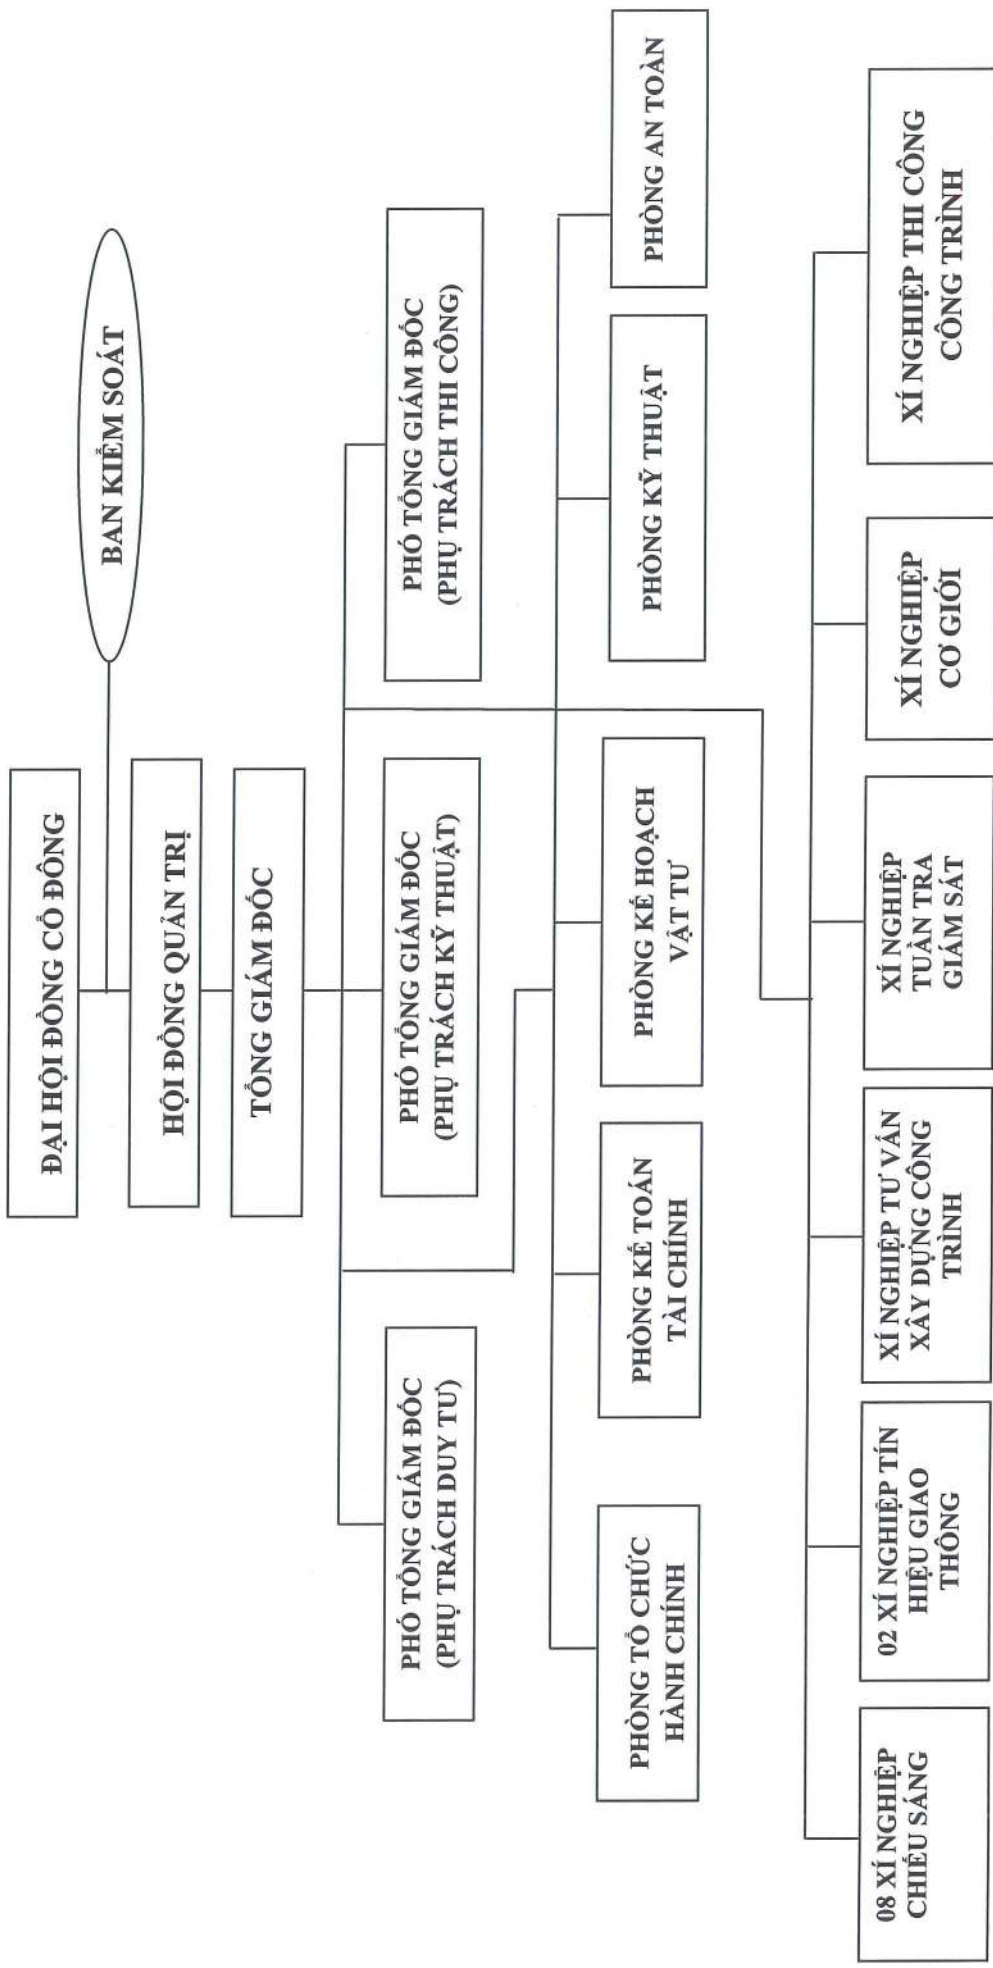 ĐẠI HỘI ĐỒNG CỔ ĐÔNG
BAN KIỂM SOÁT
HỘI ĐỒNG QUẢN TRỊ
TỔNG GIÁM ĐỐC
PHÓ TỔNG GIÁM ĐỐC
(PHỤ TRÁCH DUY TU)
PHÓ TỔNG GIÁM ĐỐC
(PHỤ TRÁCH KỸ THUẬT)
PHÓ TỔNG GIÁM ĐỐC
(PHỤ TRÁCH THI CÔNG)
PHÒNG TỔ CHỨC
HÀNH CHÍNH
PHÒNG KẾ TOÁN
TÀI CHÍNH
PHÒNG KẾ HOẠCH
VẬT TƯ
PHÒNG KỸ THUẬT
PHÒNG AN TOÀN
08 XÍ NGHIỆP
CHIẾU SÁNG
02 XÍ NGHIỆP TÍN
HIỆU GIAO
THÔNG
XÍ NGHIỆP TƯ VẤN
XÂY DỰNG CÔNG
TRÌNH
XÍ NGHIỆP
TUẦN TRA
GIÁM SÁT
XÍ NGHIỆP
CƠ GIỚI
XÍ NGHIỆP THI CÔNG
CÔNG TRÌNH